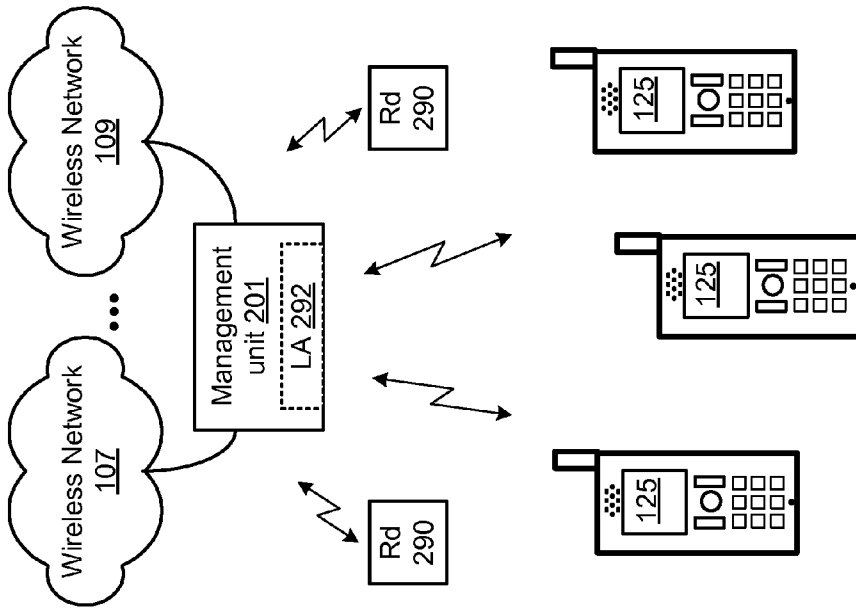 Wireless Network
107
•••
Wireless Network
109
Management
unit 201
LA 292
Rd
290
Rd
290
125
125
125